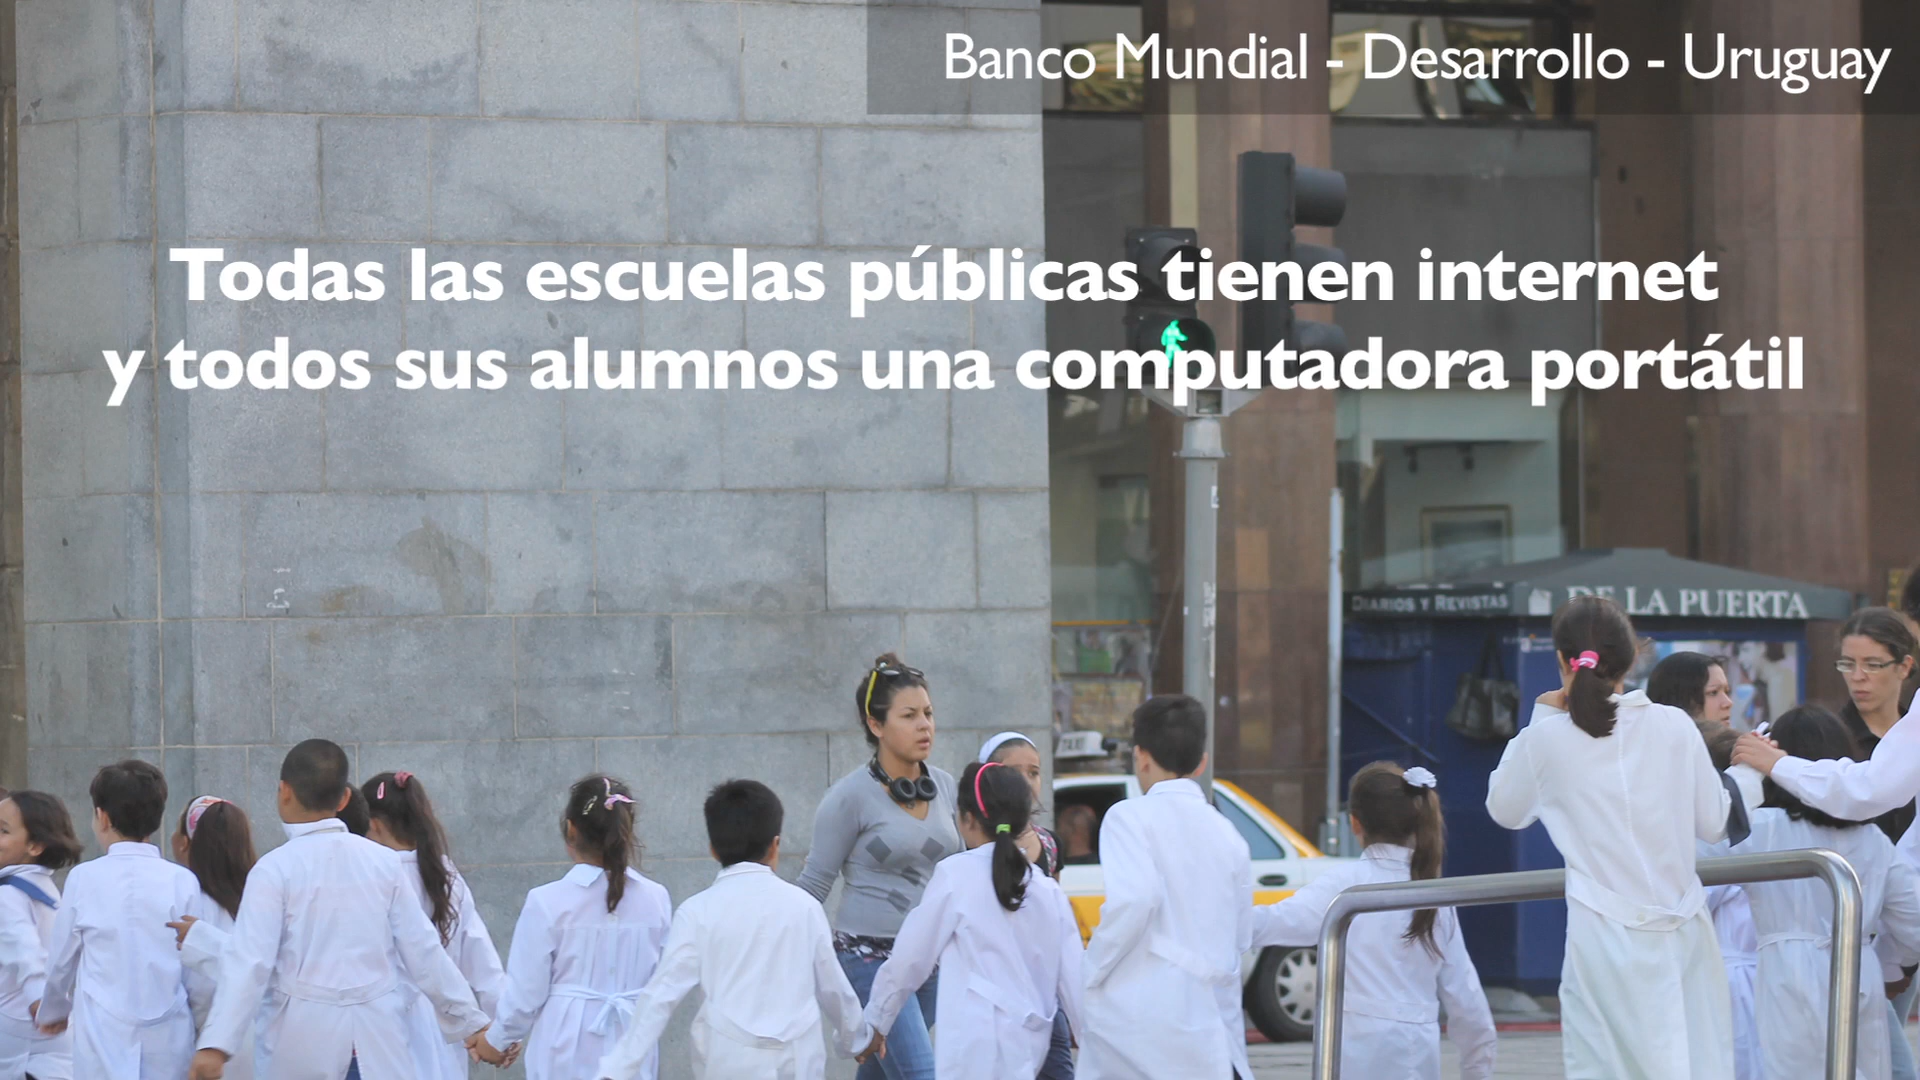 Banco Mundial - Desarrollo - Uruguay
Todas las escuelas públicas tienen internet
y todos sus alumnos una computadora portátil
DIARIOS Y REVISTAS
DE LA PUERTA
TAXI